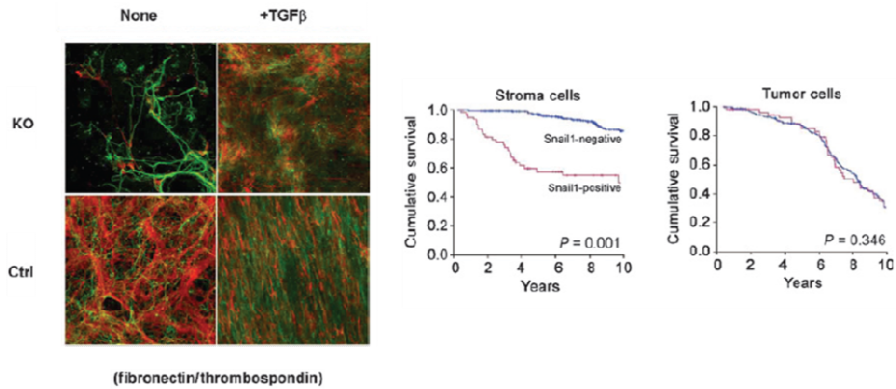 None
+TGFβ
KO
Ctrl
(fibronectin/thrombospondin)
Stroma cells
Cumulative survival
1.0
0.8
0.6
0.4
0.2
0.0
Snail1-negative
Snail1-positive
P = 0.001
0 2 4 6 8 10
Years
Tumor cells
Cumulative survival
1.0
0.8
0.6
0.4
0.2
0.0
P = 0.346
0 2 4 6 8 10
Years